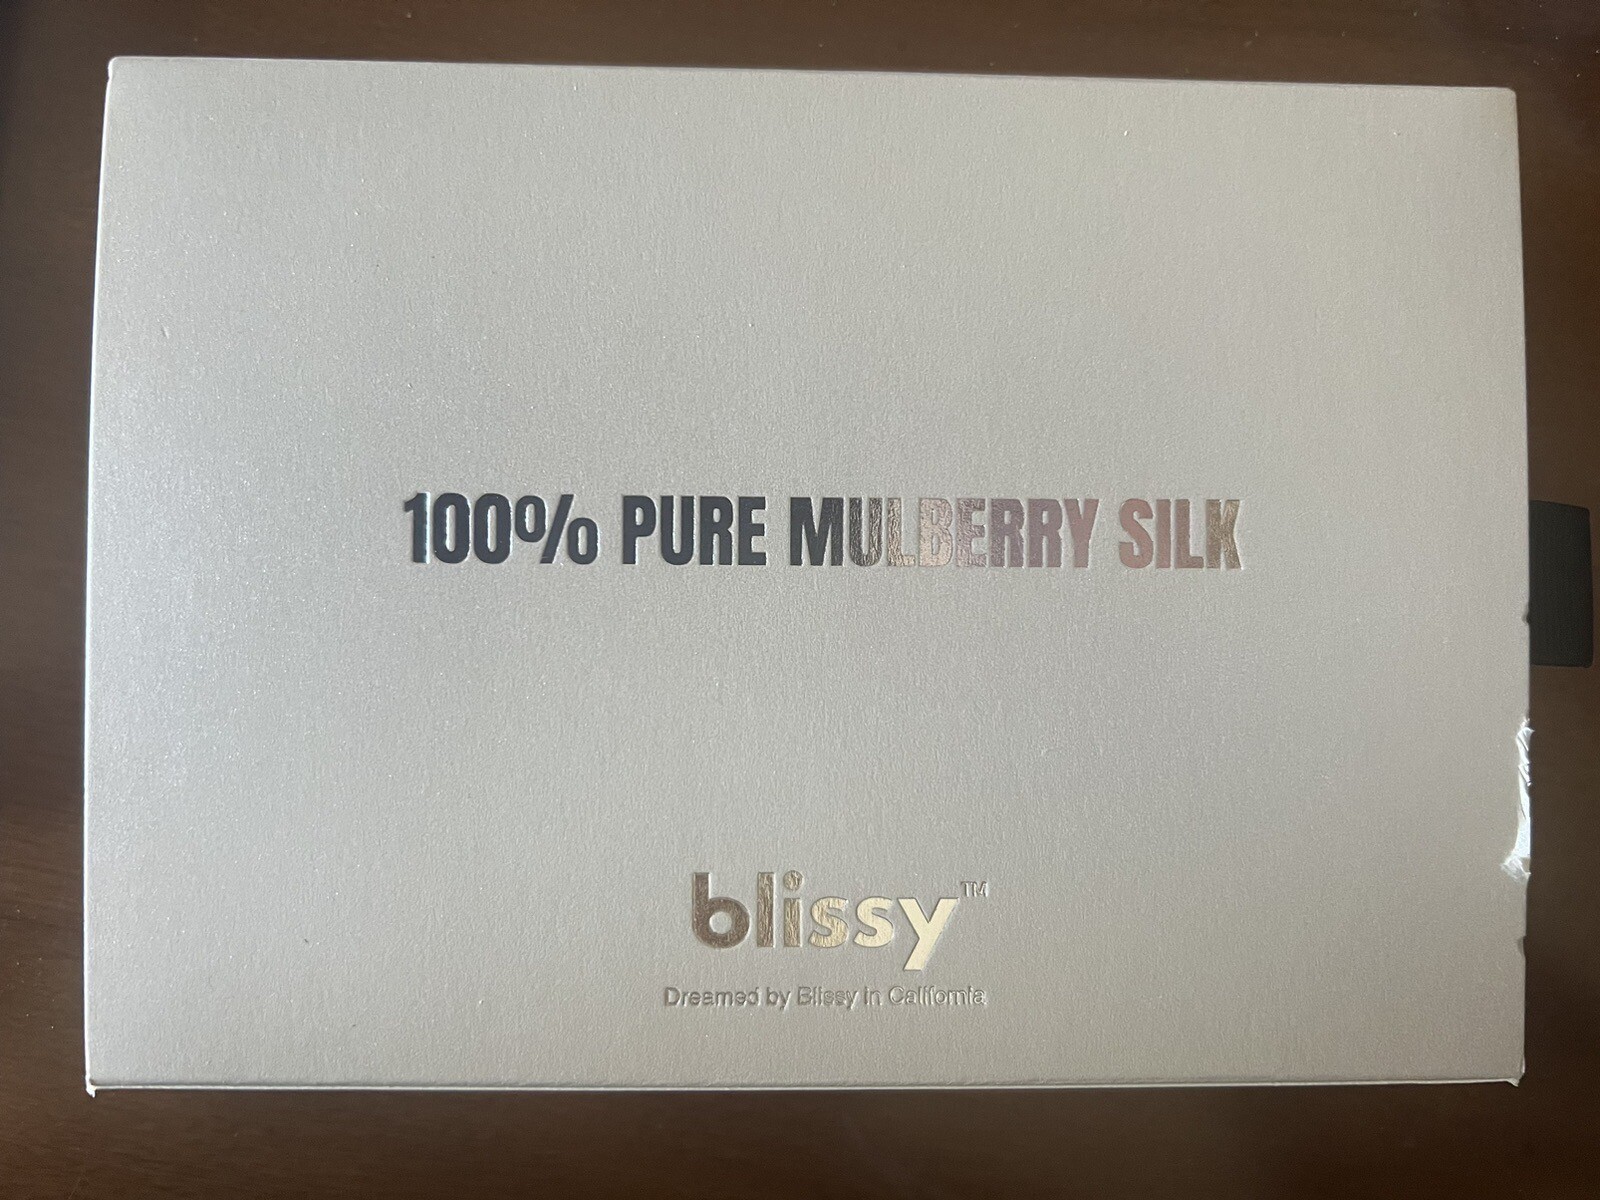 100% PURE MULBERRY SILK
blissy™
Dreamed by Blissy in California